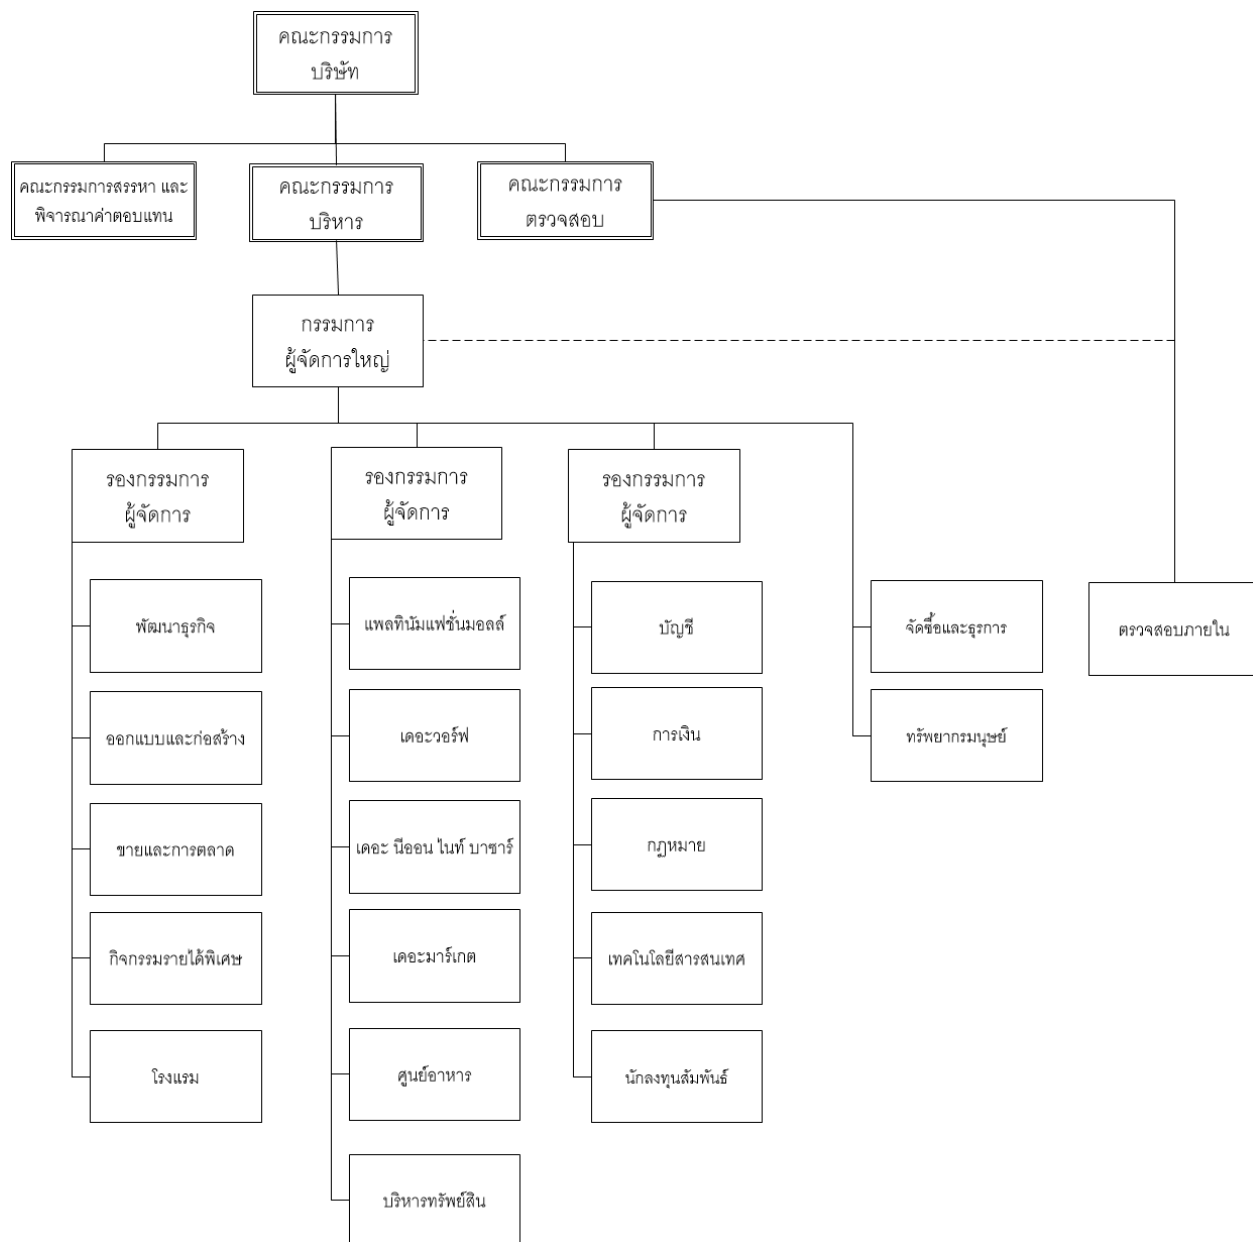 คณะกรรมการ
บริษัท
คณะกรรมการสรรหา และ
พิจารณาค่าตอบแทน
คณะกรรมการ
บริหาร
คณะกรรมการ
ตรวจสอบ
กรรมการ
ผู้จัดการใหญ่
รองกรรมการ
ผู้จัดการ
รองกรรมการ
ผู้จัดการ
รองกรรมการ
ผู้จัดการ
พัฒนาธุรกิจ
ออกแบบและก่อสร้าง
ขายและการตลาด
กิจกรรมรายได้พิเศษ
โรงแรม
แพลทินัมแฟชั่นมอลล์
เดอะวอร์ฟ
เดอะ นีออน ไนท์ บาซาร์
เดอะมาร์เกต
ศูนย์อาหาร
บริหารทรัพย์สิน
บัญชี
การเงิน
กฎหมาย
เทคโนโลยีสารสนเทศ
นักลงทุนสัมพันธ์
จัดซื้อและธุรการ
ทรัพยากรมนุษย์
ตรวจสอบภายใน